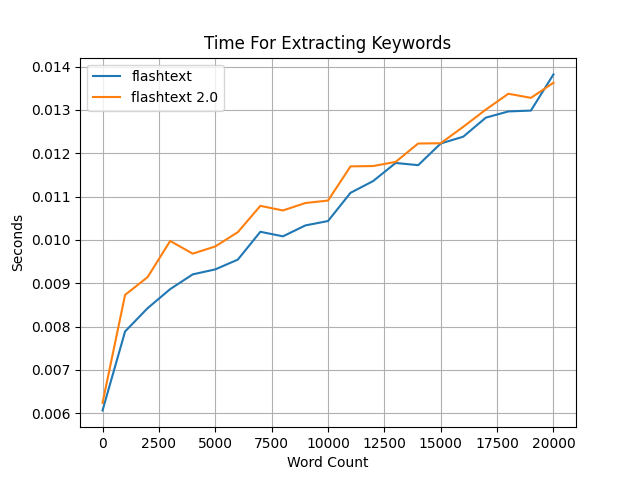 Time For Extracting Keywords
flashtext
flashtext 2.0
0.014
0.013
0.012
0.011
0.010
0.009
0.008
0.007
0.006
Seconds
0 2500 5000 7500 10000 12500 15000 17500 20000
Word Count